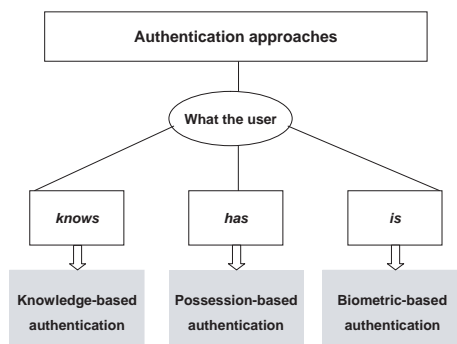 Authentication approaches
What the user
knows
has
is
Knowledge-based
authentication
Possession-based
authentication
Biometric-based
authentication